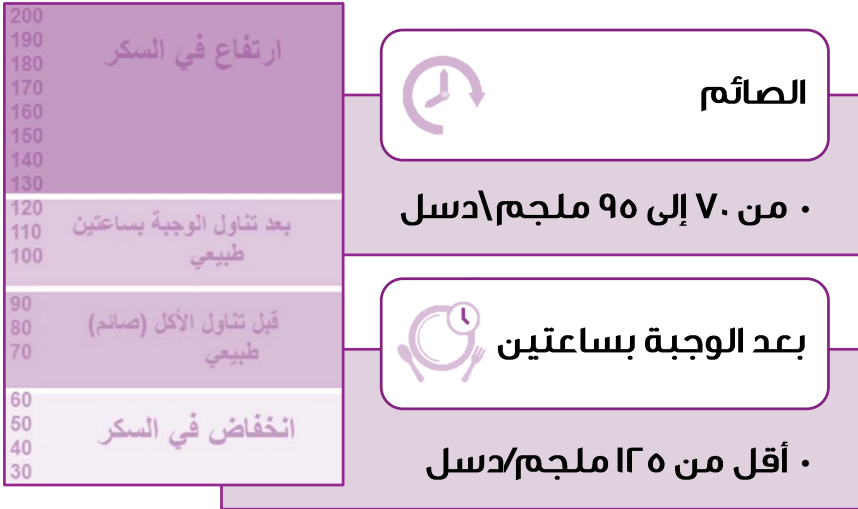 الصائم
• من ٧٠ إلى ٩٥ ملجم\دسل
بعد الوجبة بساعتين
• أقل من ١٢٥ ملجم/دسل
200
190
ارتفاع في السكر
180
170
160
150
140
130
120
بعد تناول الوجبة بساعتين
110
طبيعي
100
90
قبل تناول الأكل (صائم)
80
طبيعي
70
60
50
انخفاض في السكر
40
30